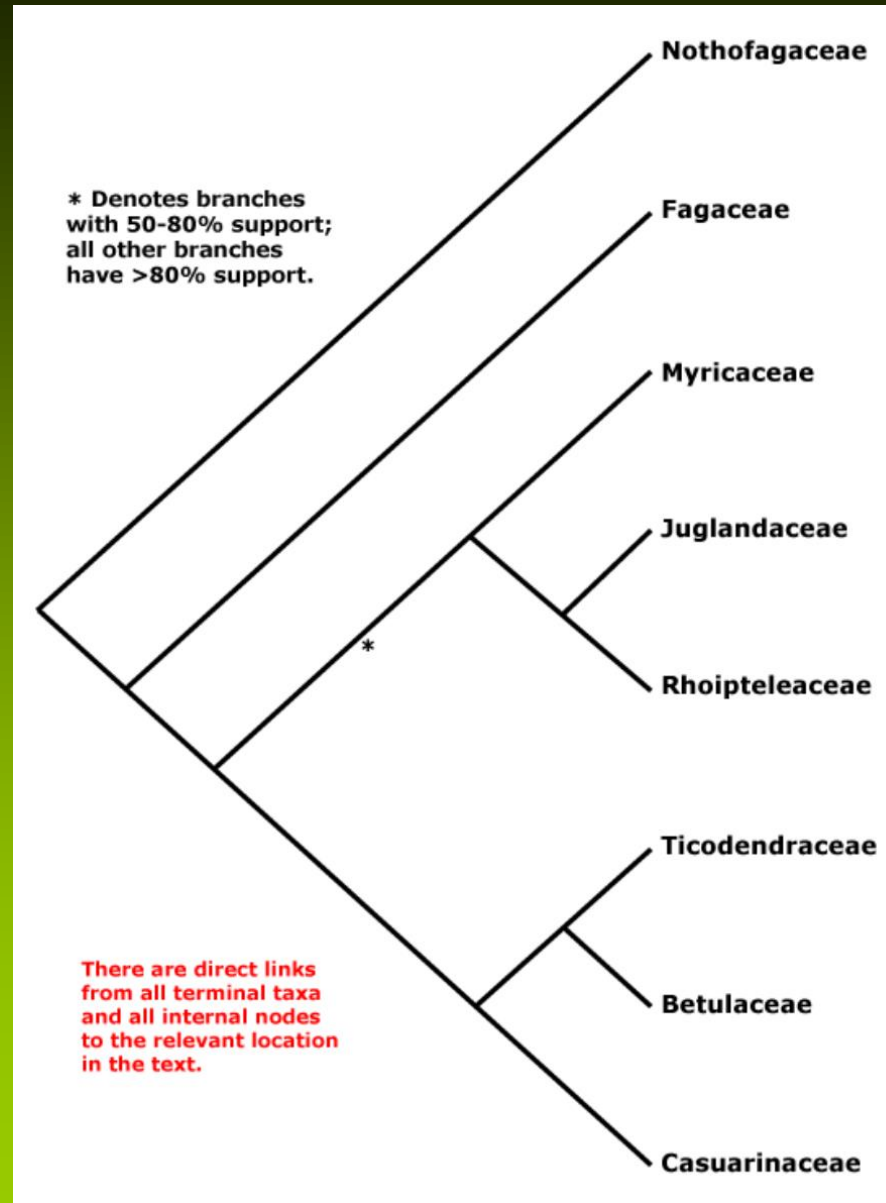 Nothofagaceae
* Denotes branches
with 50-80% support;
all other branches
have >80% support.
Fagaceae
Myricaceae
Juglandaceae
*
Rhoipteleaceae
Ticodendraceae
There are direct links
from all terminal taxa
and all internal nodes
to the relevant location
in the text.
Betulaceae
Casuarinaceae